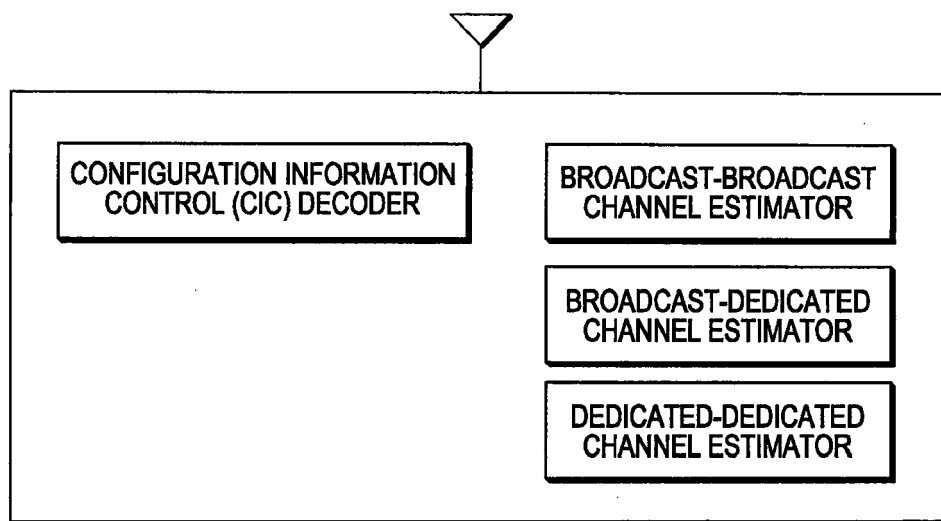 CONFIGURATION INFORMATION
CONTROL (CIC) DECODER
BROADCAST-BROADCAST
CHANNEL ESTIMATOR
BROADCAST-DEDICATED
CHANNEL ESTIMATOR
DEDICATED-DEDICATED
CHANNEL ESTIMATOR